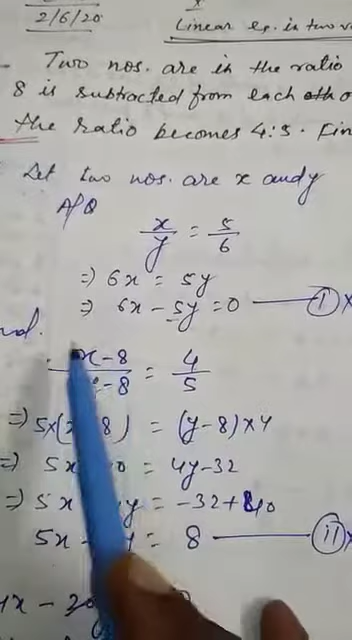 2/6/20
Linear eq. in two v
Two nos. are in the ratio
8 is subtracted from each oth o
the ratio becomes 4:5. Fin
Let two nos. are x and y
A/Q
x/y = 5/6
=> 6x = 5y
=> 6x - 5y = 0 — (i) x
x-8 / -8 = 4/5
=> 5x( 8) = (y-8)x4
=> 5x 0 = 4y-32
=> 5x y = -32+40
5x - = 8 — (ii) x
x - 30